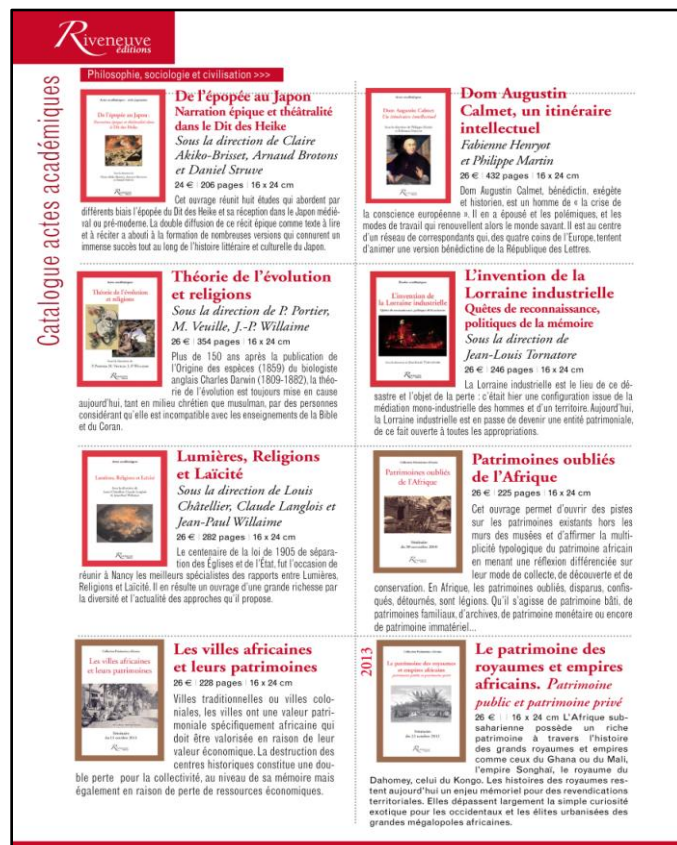 Riveneuve
éditions
Catalogue actes académiques
Philosophie, sociologie et civilisation >>>
De l'épopée au Japon
Narration épique et théâtralité
dans le Dit des Heike
Sous la direction de Claire
Akiko-Brisset, Arnaud Brotons
et Daniel Struve
24 € | 206 pages | 16 x 24 cm
Cet ouvrage réunit huit études qui abordent par
différents biais l'épopée du Dit des Heike et sa réception dans le Japon médié-
val ou pré-moderne. La double diffusion de ce récit épique comme texte à lire
et à réciter a abouti à la formation de nombreuses versions qui connurent un
immense succès tout au long de l'histoire littéraire et culturelle du Japon.
Dom Augustin
Calmet, un itinéraire
intellectuel
Fabienne Henryot
et Philippe Martin
26 € | 432 pages | 16 x 24 cm
Dom Augustin Calmet, bénédictin, exégète
et historien, est un homme de « la crise de
la conscience européenne ». Il en a épousé et les polémiques, et les
modes de travail qui renouvellent alors le monde savant. Il est au centre
d'un réseau de correspondants qui, des quatre coins de l'Europe, tentent
d'animer une version bénédictine de la République des Lettres.
Théorie de l'évolution
et religions
Sous la direction de P. Portier,
M. Veuille, J.-P. Willaime
26 € | 354 pages | 16 x 24 cm
Plus de 150 ans après la publication de
l'Origine des espèces (1859) du biologiste
anglais Charles Darwin (1809-1882), la théo-
rie de l'évolution est toujours mise en cause
aujourd'hui, tant en milieu chrétien que musulman, par des personnes
considérant qu'elle est incompatible avec les enseignements de la Bible
et du Coran.
L'invention de la
Lorraine industrielle
Quêtes de reconnaissance,
politiques de la mémoire
Sous la direction de
Jean-Louis Tornatore
26 € | 246 pages | 16 x 24 cm
La Lorraine industrielle est le lieu de ce dé-
sastre et l'objet de la perte : c'était hier une configuration issue de la
médiation mono-industrielle des hommes et d'un territoire. Aujourd'hui,
la Lorraine industrielle est en passe de devenir une entité patrimoniale,
de ce fait ouverte à toutes les appropriations.
Lumières, Religions
et Laïcité
Sous la direction de Louis
Châtellier, Claude Langlois et
Jean-Paul Willaime
26 € | 282 pages | 16 x 24 cm
Le centenaire de la loi de 1905 de sépara-
tion des Églises et de l'État, fut l'occasion de
réunir à Nancy les meilleurs spécialistes des rapports entre Lumières,
Religions et Laïcité. Il en résulte un ouvrage d'une grande richesse par
la diversité et l'actualité des approches qu'il propose.
Patrimoines oubliés
de l'Afrique
26 € | 225 pages | 16 x 24 cm
Cet ouvrage permet d'ouvrir des pistes
sur les patrimoines existants hors les
murs des musées et d'affirmer la multi-
plicité typologique du patrimoine africain
en menant une réflexion différenciée sur
leur mode de collecte, de découverte et de
conservation. En Afrique, les patrimoines oubliés, disparus, confis-
qués, détournés, sont légions. Qu'il s'agisse de patrimoine bâti, de
patrimoines familiaux, d'archives, de patrimoine monétaire ou encore
de patrimoine immatériel...
Les villes africaines
et leurs patrimoines
26 € | 228 pages | 16 x 24 cm
Villes traditionnelles ou villes colo-
niales, les villes ont une valeur patri-
moniale spécifiquement africaine qui
doit être valorisée en raison de leur
valeur économique. La destruction des
centres historiques constitue une dou-
ble perte pour la collectivité, au niveau de sa mémoire mais
également en raison de perte de ressources économiques.
2013
Le patrimoine des
royaumes et empires
africains. Patrimoine
public et patrimoine privé
26 € | | 16 x 24 cm L'Afrique sub-
saharienne possède un riche
patrimoine à travers l'histoire
des grands royaumes et empires
comme ceux du Ghana ou du Mali,
l'empire Songhaï, le royaume du
Dahomey, celui du Kongo. Les histoires des royaumes res-
tent aujourd'hui un enjeu mémoriel pour des revendications
territoriales. Elles dépassent largement la simple curiosité
exotique pour les occidentaux et les élites urbanisées des
grandes mégalopoles africaines.